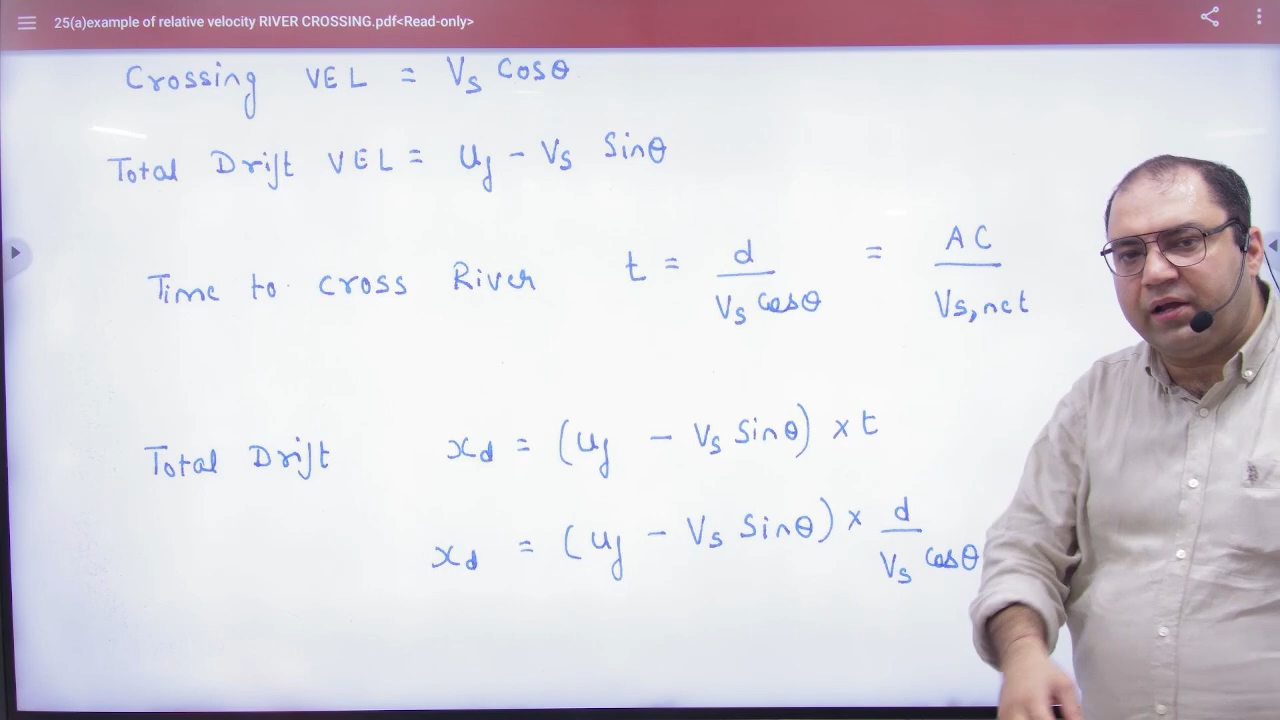 25(a)example of relative velocity RIVER CROSSING.pdf<Read-only>
Crossing VEL = Vs Cosθ
Total Drift VEL = uf - Vs Sinθ
Time to cross River t = d / Vs cosθ = AC / Vs,net
Total Drift xd = (uf - Vs Sinθ) x t
xd = (uf - Vs Sinθ) x d / Vs cosθ